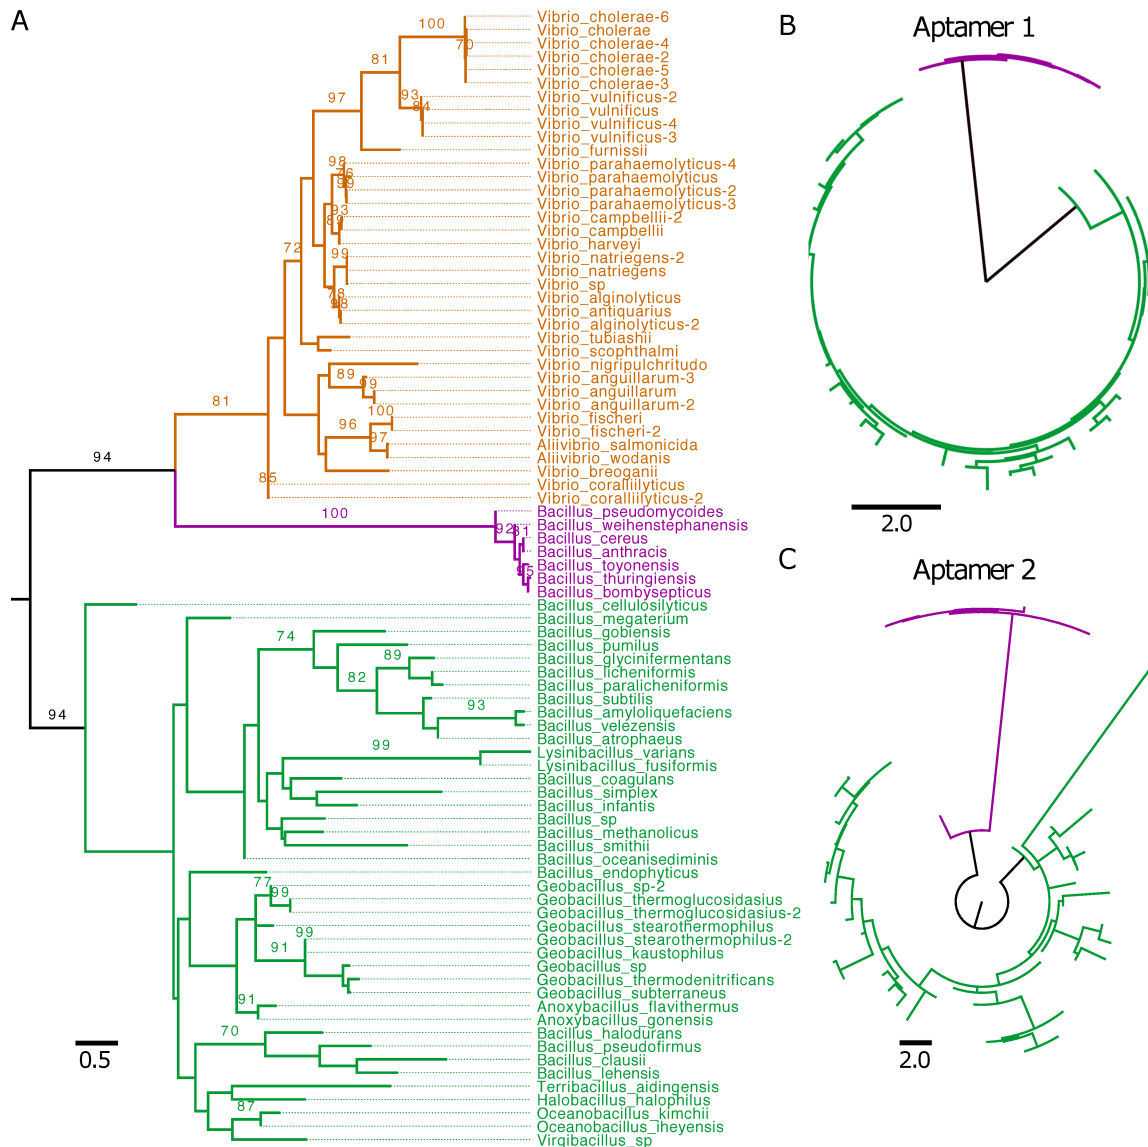 A
Vibrio_cholerae-6
Vibrio_cholerae
Vibrio_cholerae-4
Vibrio_cholerae-2
Vibrio_cholerae-5
Vibrio_cholerae-3
Vibrio_vulnificus-2
Vibrio_vulnificus
Vibrio_vulnificus-4
Vibrio_vulnificus-3
Vibrio_furnissii
Vibrio_parahaemolyticus-4
Vibrio_parahaemolyticus
Vibrio_parahaemolyticus-2
Vibrio_parahaemolyticus-3
Vibrio_campbellii-2
Vibrio_campbellii
Vibrio_harveyi
Vibrio_natriegens-2
Vibrio_natriegens
Vibrio_sp
Vibrio_alginolyticus
Vibrio_antiquarius
Vibrio_alginolyticus-2
Vibrio_tubiashii
Vibrio_scophthalmi
Vibrio_nigripulchritudo
Vibrio_anguillarum-3
Vibrio_anguillarum
Vibrio_anguillarum-2
Vibrio_fischeri
Vibrio_fischeri-2
Aliivibrio_salmonicida
Aliivibrio_wodanis
Vibrio_breoganii
Vibrio_coralliilyticus
Vibrio_coralliilyticus-2
Bacillus_pseudomycoides
Bacillus_weihenstephanensis
Bacillus_cereus
Bacillus_anthracis
Bacillus_toyonensis
Bacillus_thuringiensis
Bacillus_bombysepticus
Bacillus_cellulosilyticus
Bacillus_megaterium
Bacillus_gobiensis
Bacillus_pumilus
Bacillus_glycinifermentans
Bacillus_licheniformis
Bacillus_paralicheniformis
Bacillus_subtilis
Bacillus_amyloliquefaciens
Bacillus_velezensis
Bacillus_atrophaeus
Lysinibacillus_varians
Lysinibacillus_fusiformis
Bacillus_coagulans
Bacillus_simplex
Bacillus_infantis
Bacillus_sp
Bacillus_methanolicus
Bacillus_smithii
Bacillus_oceanisediminis
Bacillus_endophyticus
Geobacillus_sp-2
Geobacillus_thermoglucosidasius
Geobacillus_thermoglucosidasius-2
Geobacillus_stearothermophilus
Geobacillus_stearothermophilus-2
Geobacillus_kaustophilus
Geobacillus_sp
Geobacillus_thermodenitrificans
Geobacillus_subterraneus
Anoxybacillus_flavithermus
Anoxybacillus_gonensis
Bacillus_halodurans
Bacillus_pseudofirmus
Bacillus_clausii
Bacillus_lehensis
Terribacillus_aidingensis
Halobacillus_halophilus
Oceanobacillus_kimchii
Oceanobacillus_iheyensis
Virgibacillus_sp
100
70
81
93
84
97
98
76
99
93
72
99
78
98
89
99
100
96
97
81
85
94
100
92
74
89
82
93
94
99
77
99
99
91
91
70
87
0.5
B
Aptamer 1
2.0
C
Aptamer 2
2.0